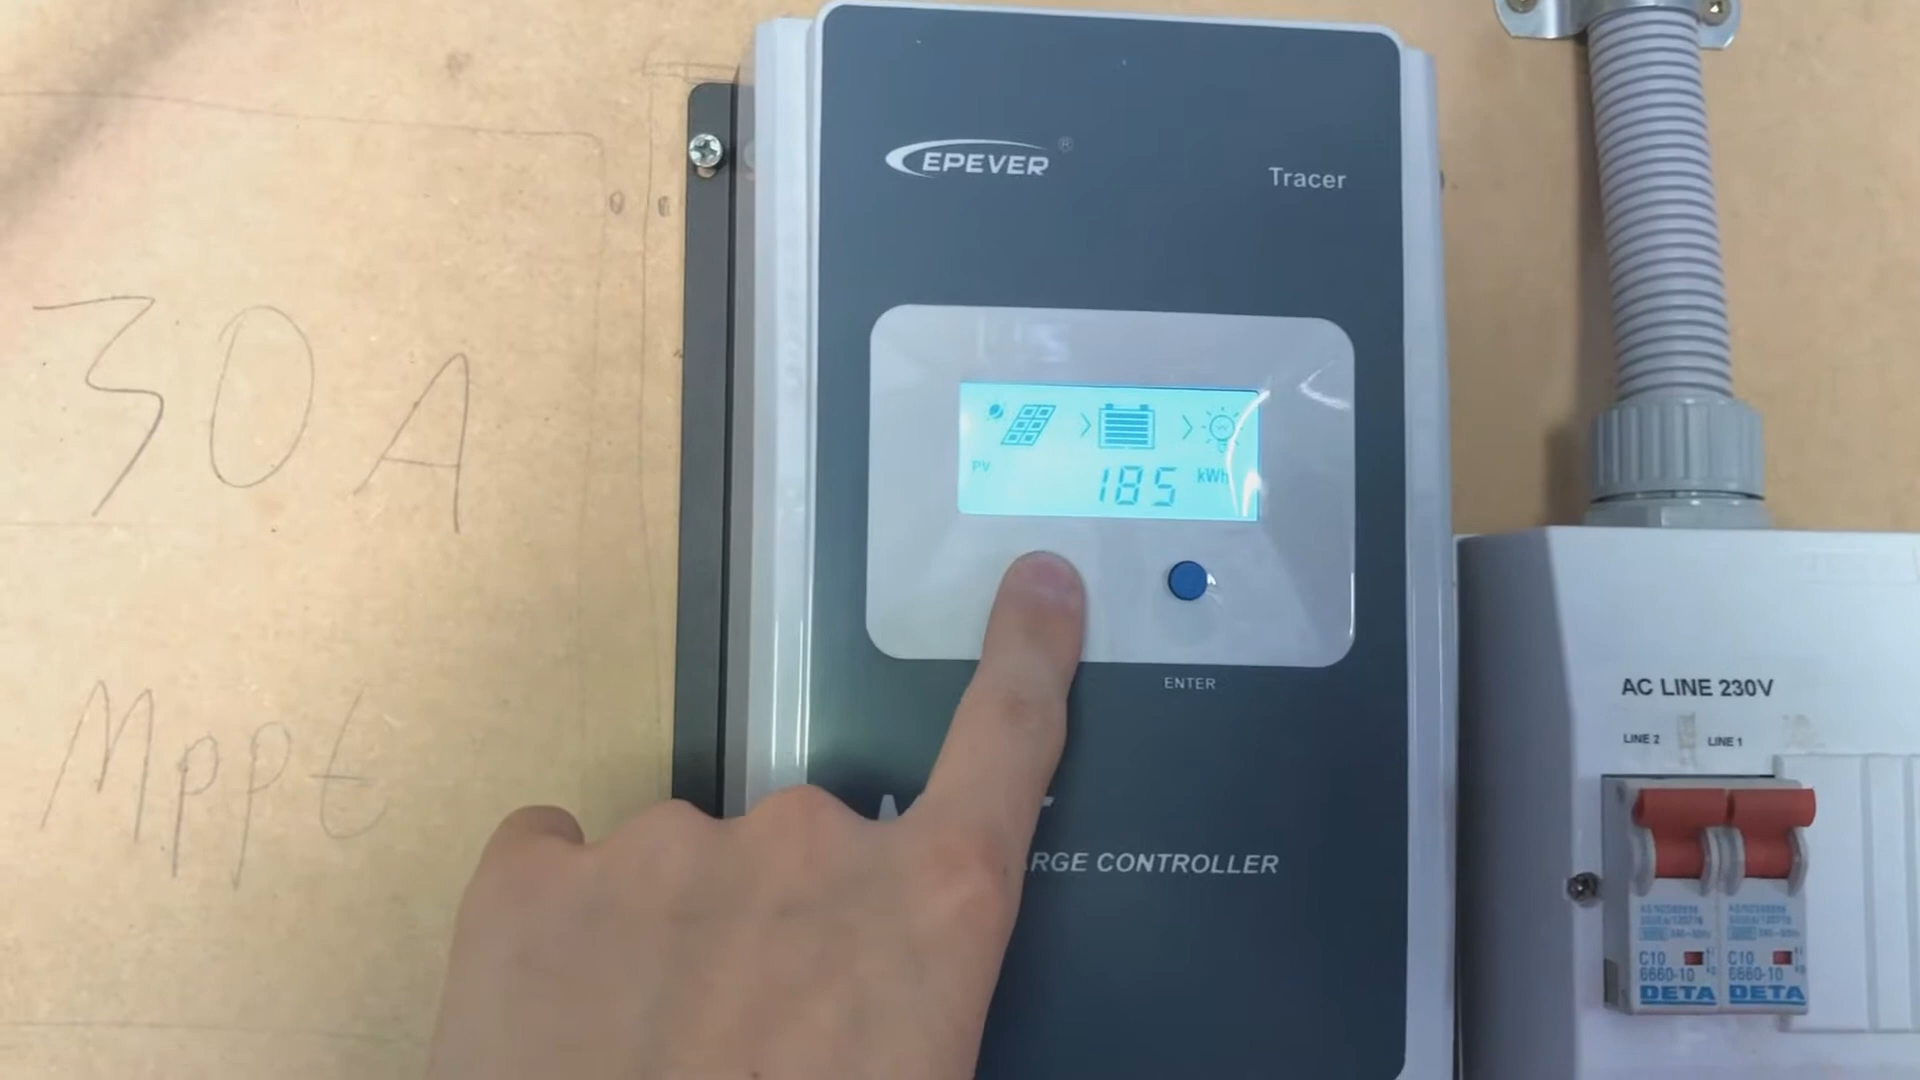 30A
Mppt
EPEVER ®
Tracer
PV 185 kWh
ENTER
ARGE CONTROLLER
AC LINE 230V
LINE 2 LINE 1
C10 C10
6660-10 6660-10
DETA DETA